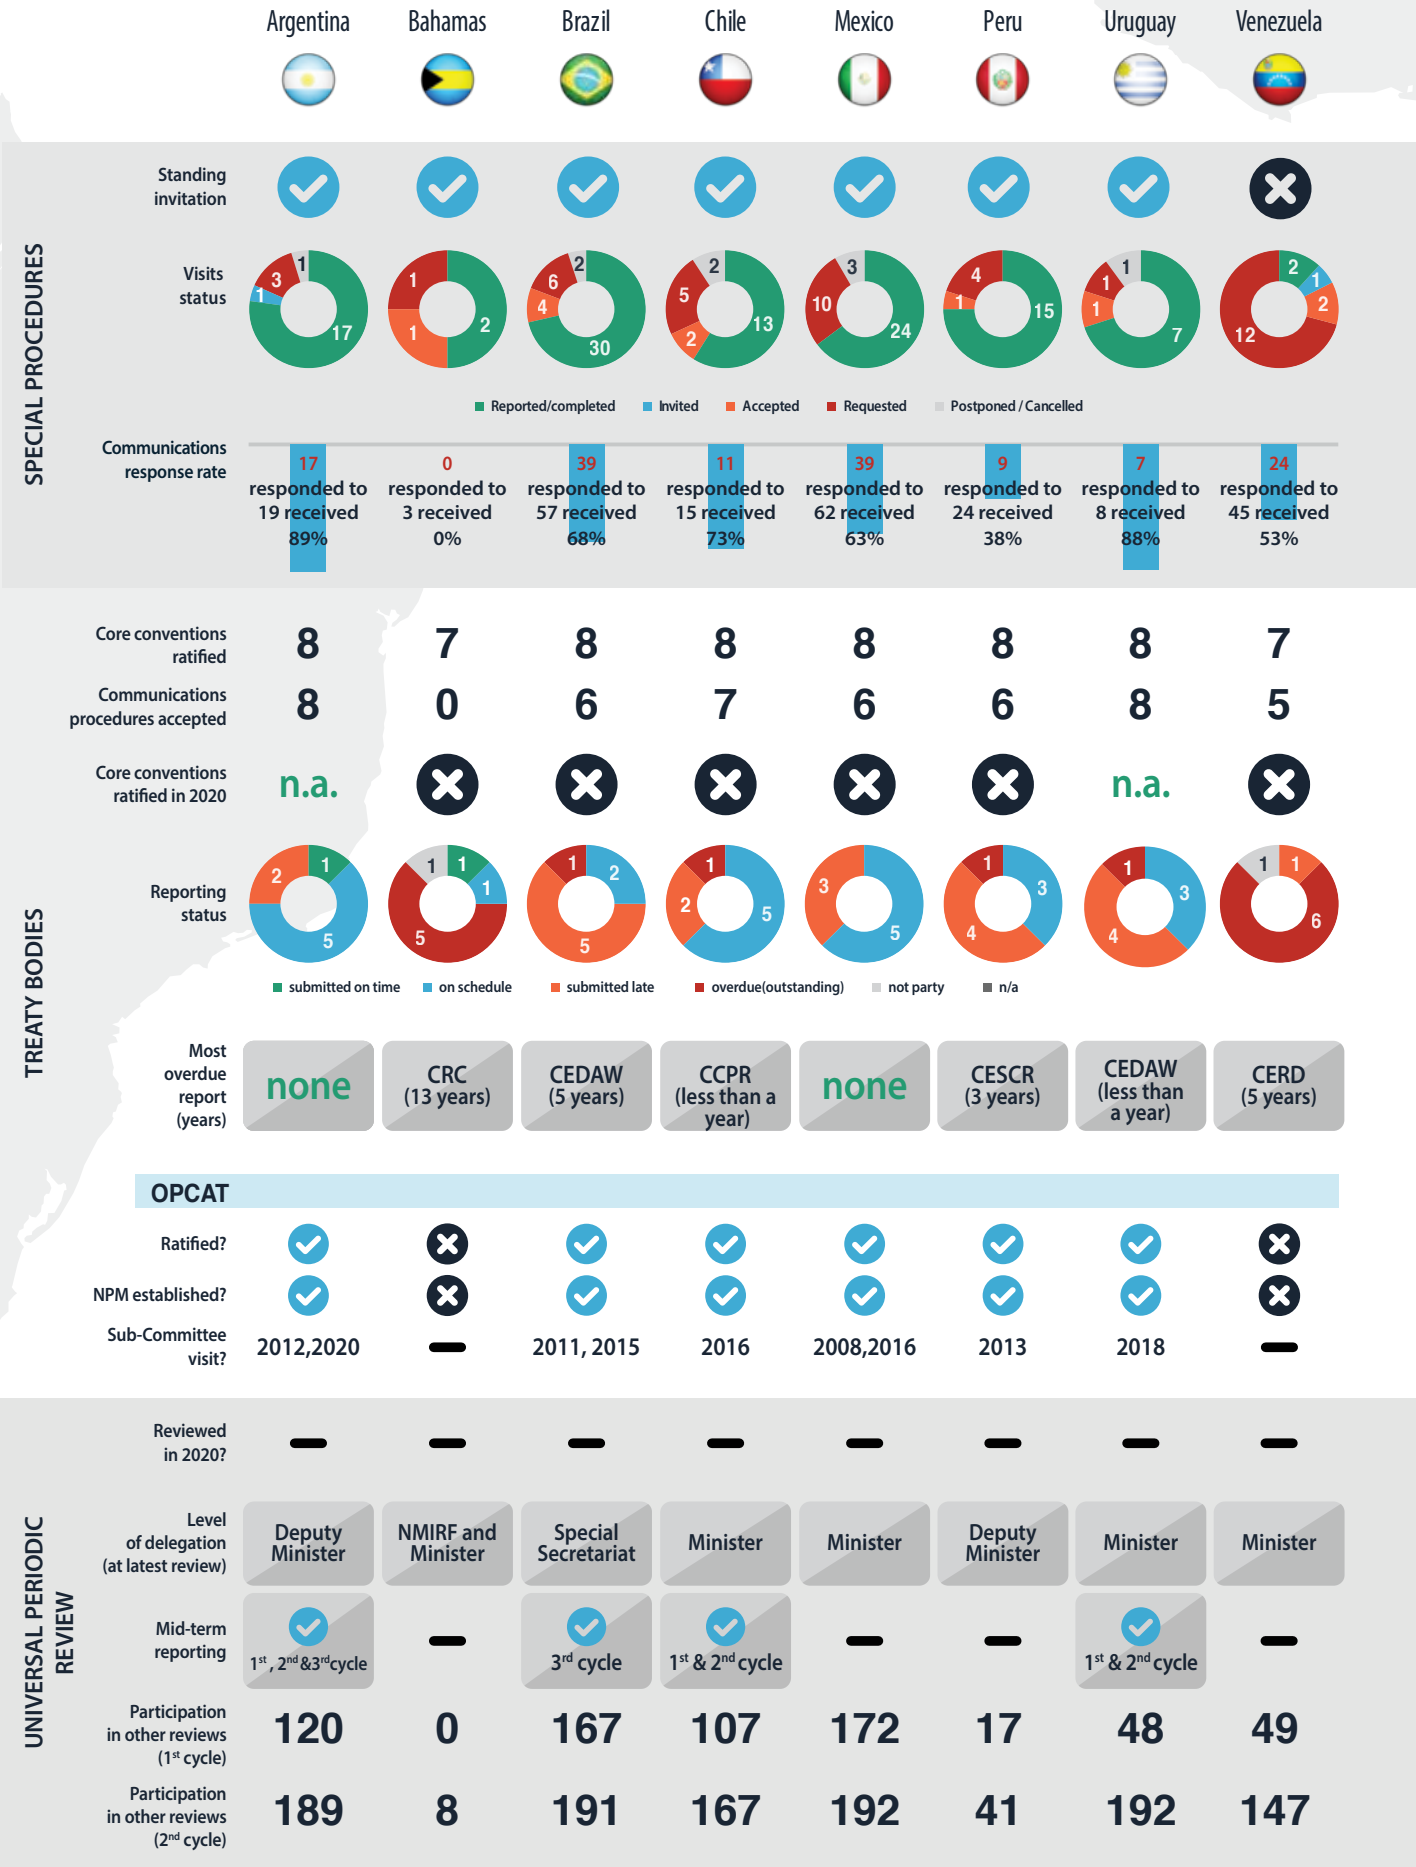 Argentina Bahamas Brazil Chile Mexico Peru Uruguay Venezuela
SPECIAL PROCEDURES
Standing
invitation
Visits
status
17 1 3 1
2 1 1
30 4 6 2
13 2 5 2
24 10 3
15 1 4
7 1 1 1
2 1 2 12
Reported/completed Invited Accepted Requested Postponed / Cancelled
Communications
response rate
17 0 39 11 39 9 7 24
responded to responded to responded to responded to responded to responded to responded to responded to
19 received 3 received 57 received 15 received 62 received 24 received 8 received 45 received
89% 0% 68% 73% 63% 38% 88% 53%
TREATY BODIES
Core conventions
ratified
8 7 8 8 8 8 8 7
Communications
procedures accepted
8 0 6 7 6 6 8 5
Core conventions
ratified in 2020
n.a. n.a.
Reporting
status
1 5 2
1 1 5 1
2 5 1
5 2 1
5 3
3 4 1
3 4 1
1 6 1
submitted on time on schedule submitted late overdue(outstanding) not party n/a
Most
overdue
report
(years)
none
CRC
(13 years)
CEDAW
(5 years)
CCPR
(less than a
year)
none
CESCR
(3 years)
CEDAW
(less than
a year)
CERD
(5 years)
OPCAT
Ratified?
NPM established?
Sub-Committee
visit?
2012,2020 2011, 2015 2016 2008,2016 2013 2018
UNIVERSAL PERIODIC
REVIEW
Reviewed
in 2020?
Level
of delegation
(at latest review)
Deputy
Minister
NMIRF and
Minister
Special
Secretariat
Minister
Minister
Deputy
Minister
Minister
Minister
Mid-term
reporting
1st , 2nd &3rd cycle
3rd cycle
1st & 2nd cycle
1st & 2nd cycle
Participation
in other reviews
(1st cycle)
120 0 167 107 172 17 48 49
Participation
in other reviews
(2nd cycle)
189 8 191 167 192 41 192 147